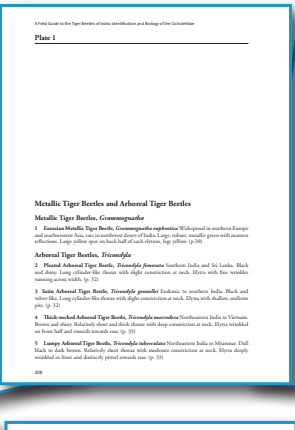 A Field Guide to the Tiger Beetles of India: Identification and Biology of the Cicindelidae
Plate 1
Metallic Tiger Beetles and Arboreal Tiger Beetles
Metallic Tiger Beetles, Grammognatha
1 Eurasian Metallic Tiger Beetle, Grammognatha euphratica Widespread in southern Europe
and southwestern Asia, rare in northwest desert of India. Large, robust, metallic green with maroon
reflections. Large yellow spot on back half of each elytron, legs yellow. (p.30)
Arboreal Tiger Beetles, Tricondyla
2 Pleated Arboreal Tiger Beetle, Tricondyla femorata Southern India and Sri Lanka. Black
and shiny. Long cylinder-like thorax with slight constriction at neck. Elytra with fine wrinkles
running across width. (p. 32)
3 Satin Arboreal Tiger Beetle, Tricondyla gounellei Endemic to southern India. Black and
velvet-like. Long cylinder-like thorax with slight constriction at neck. Elytra with shallow, uniform
pits. (p. 32)
4 Thick-necked Arboreal Tiger Beetle, Tricondyla macrodera Northeastern India to Vietnam.
Brown and shiny. Relatively short and thick thorax with deep constriction at neck. Elytra wrinkled
on front half and smooth towards rear. (p. 33)
5 Lumpy Arboreal Tiger Beetle, Tricondyla tuberculata Northeastern India to Myanmar. Dull
black to dark brown. Relatively short thorax with moderate constriction at neck. Elytra deeply
wrinkled in front and distinctly pitted towards rear. (p. 33)
208